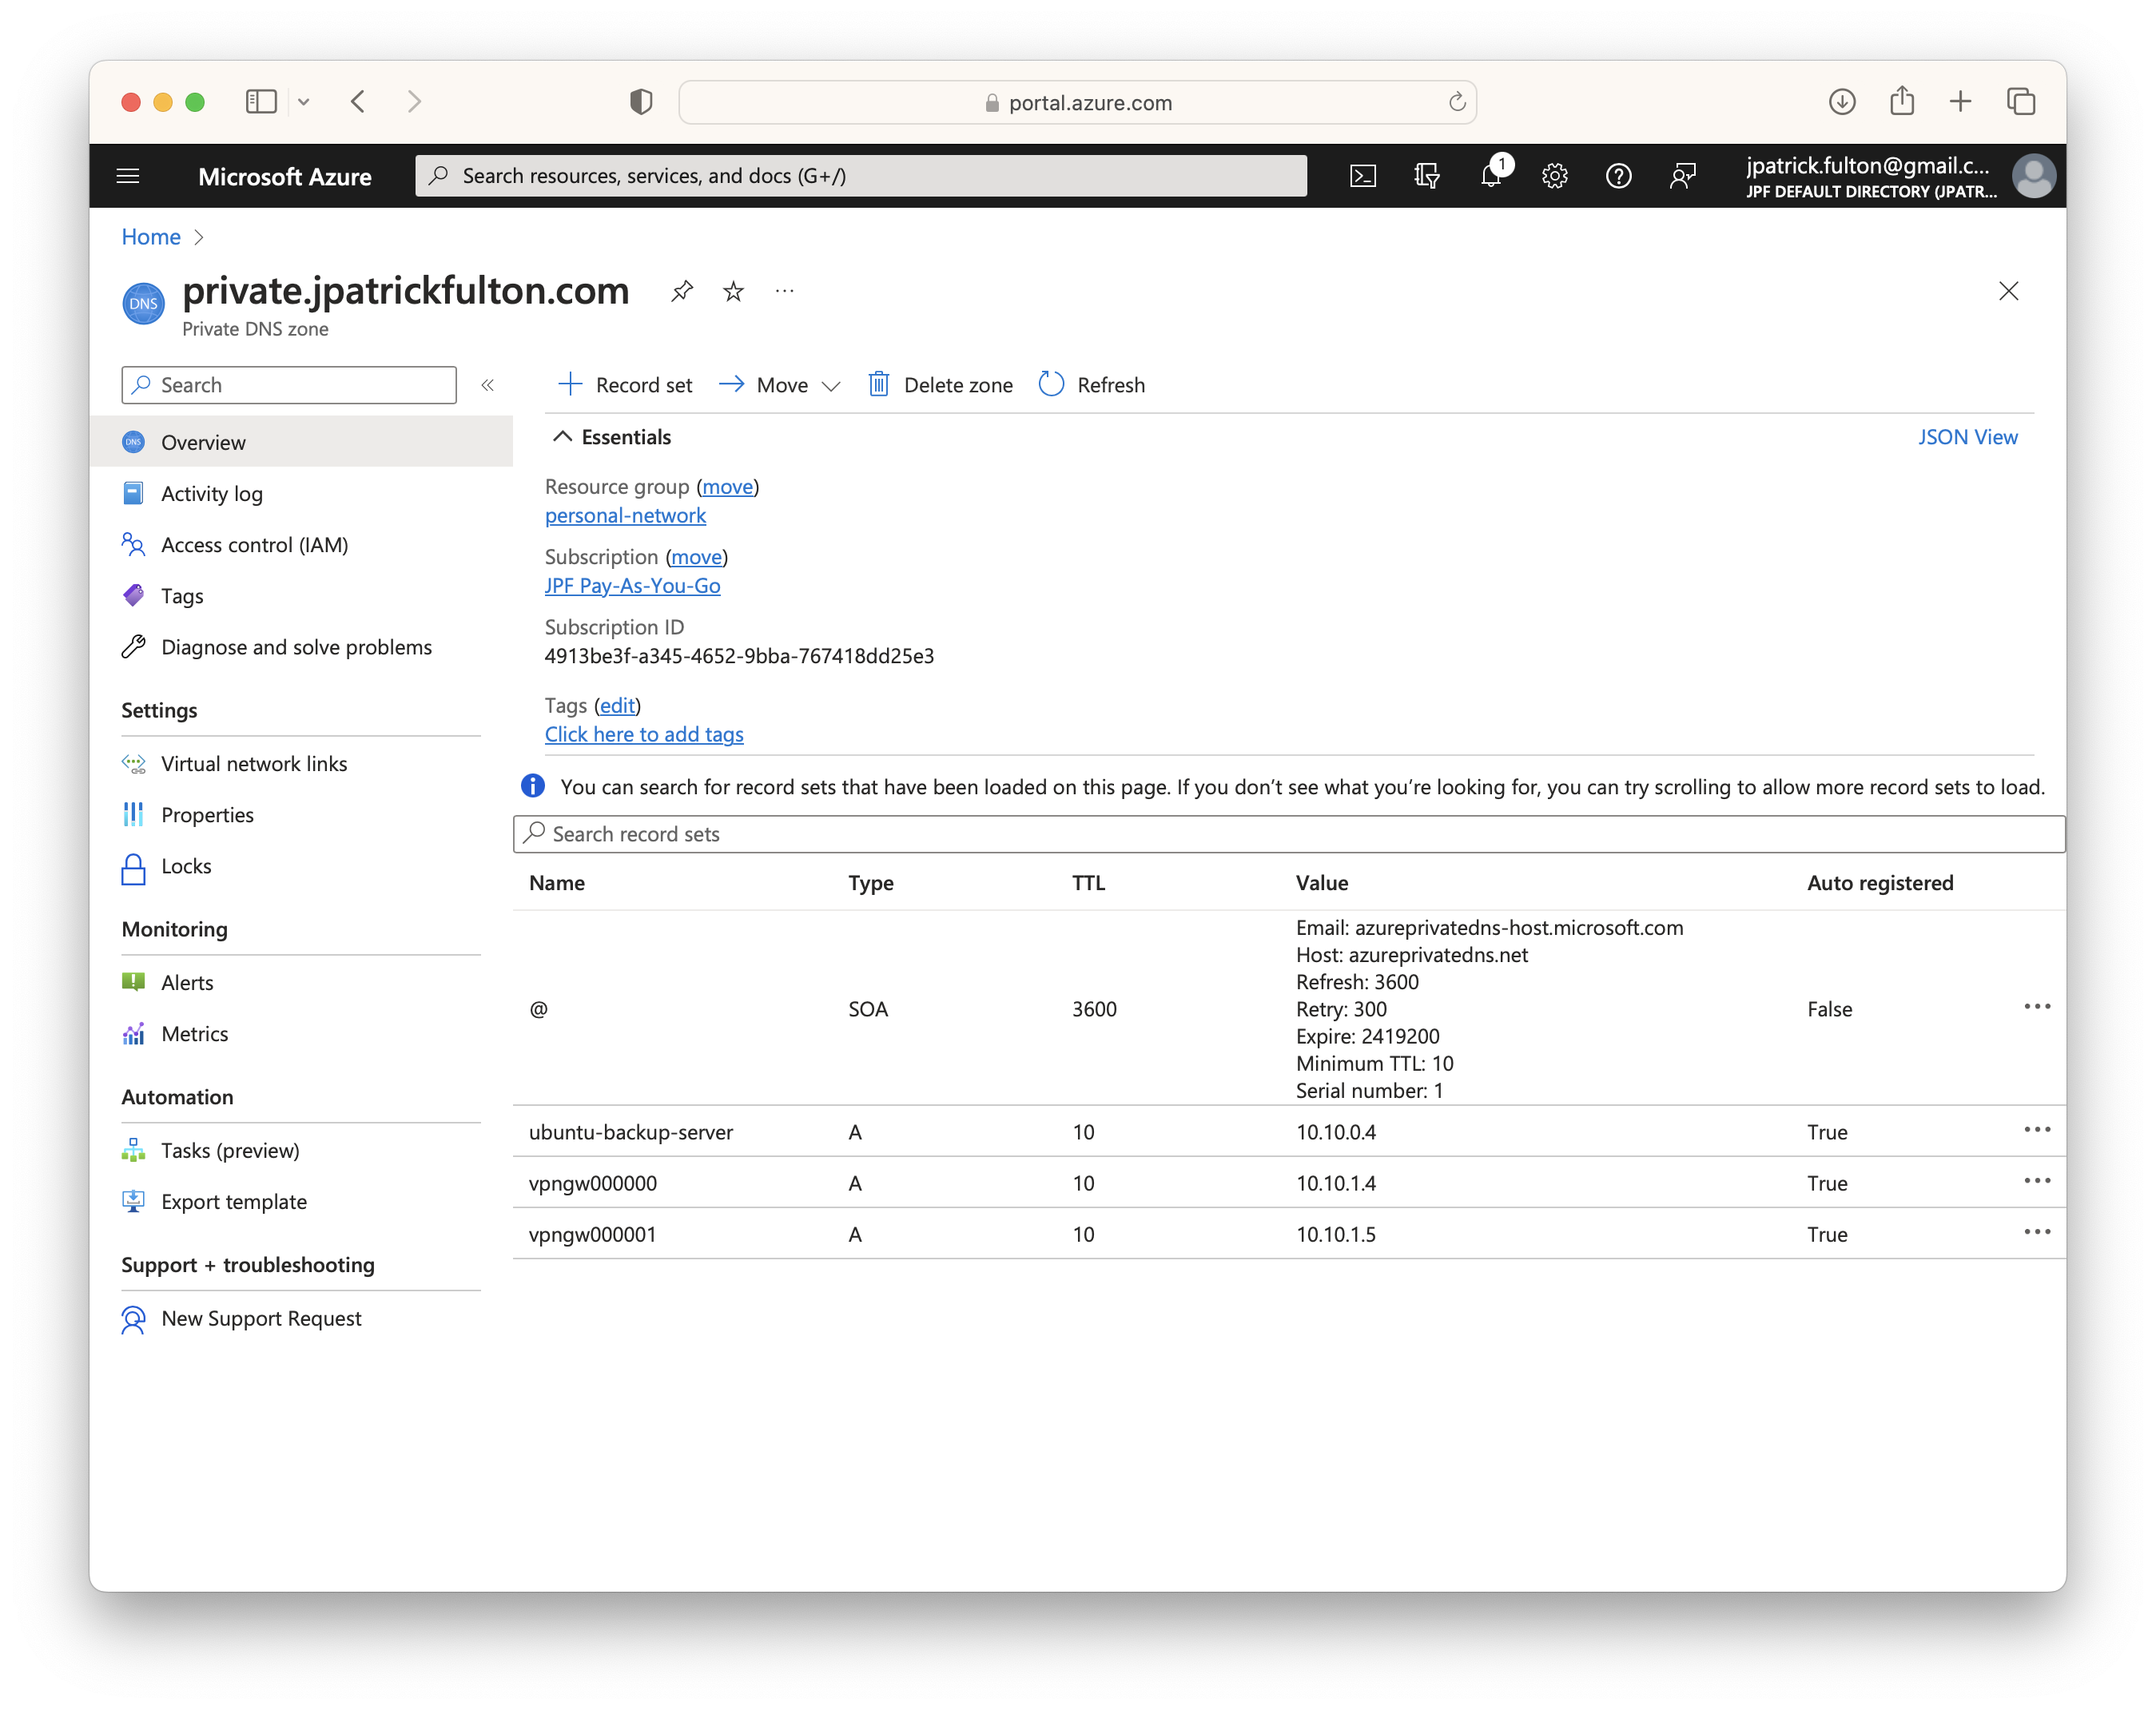 portal.azure.com
Microsoft Azure
Search resources, services, and docs (G+/)
1
jpatrick.fulton@gmail.c...
JPF DEFAULT DIRECTORY (JPATR...
Home
DNS
private.jpatrickfulton.com
Private DNS zone
Search
Record set
Move
Delete zone
Refresh
DNS
Overview
Activity log
Access control (IAM)
Tags
Diagnose and solve problems
Settings
Virtual network links
Properties
Locks
Monitoring
Alerts
Metrics
Automation
Tasks (preview)
Export template
Support + troubleshooting
New Support Request
Essentials
JSON View
Resource group (move)
personal-network
Subscription (move)
JPF Pay-As-You-Go
Subscription ID
4913be3f-a345-4652-9bba-767418dd25e3
Tags (edit)
Click here to add tags
You can search for record sets that have been loaded on this page. If you don’t see what you’re looking for, you can try scrolling to allow more record sets to load.
Search record sets
Name Type TTL Value Auto registered
Email: azureprivatedns-host.microsoft.com
Host: azureprivatedns.net
Refresh: 3600
@ SOA 3600 Retry: 300 False
Expire: 2419200
Minimum TTL: 10
Serial number: 1
ubuntu-backup-server A 10 10.10.0.4 True
vpngw000000 A 10 10.10.1.4 True
vpngw000001 A 10 10.10.1.5 True